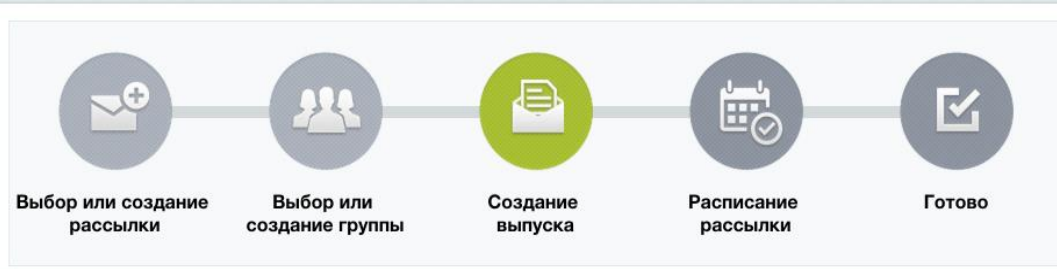 Выбор или создание
рассылки
Выбор или
создание группы
Создание
выпуска
Расписание
рассылки
Готово